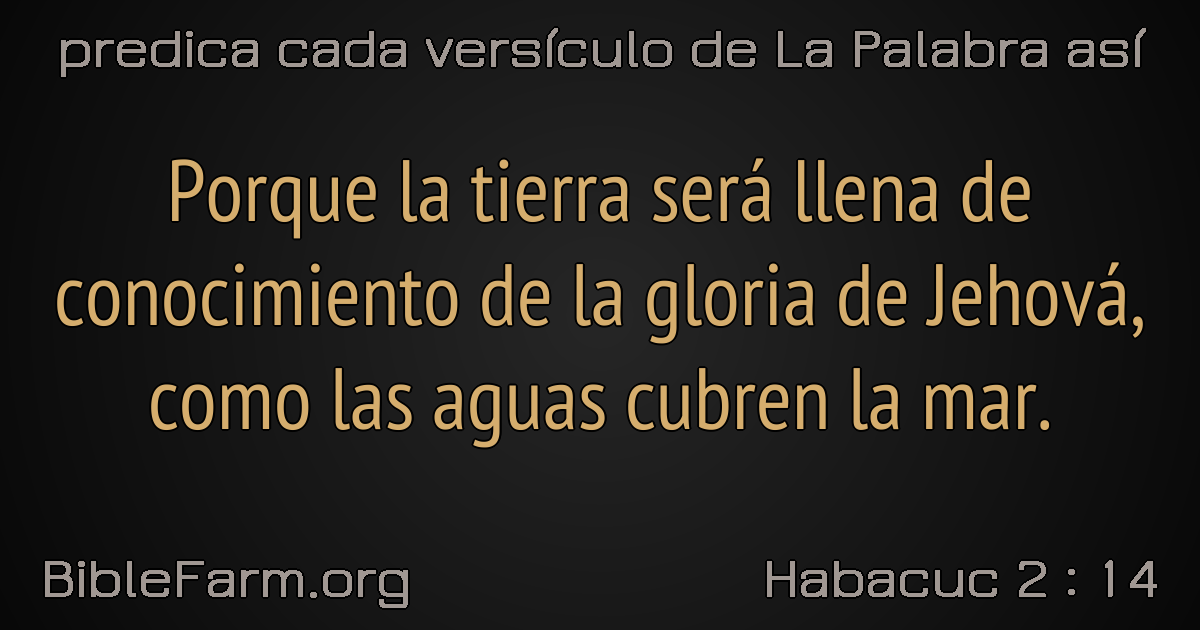 predica cada versículo de La Palabra así
Porque la tierra será llena de
conocimiento de la gloria de Jehová,
como las aguas cubren la mar.
BibleFarm.org
Habacuc 2 : 14